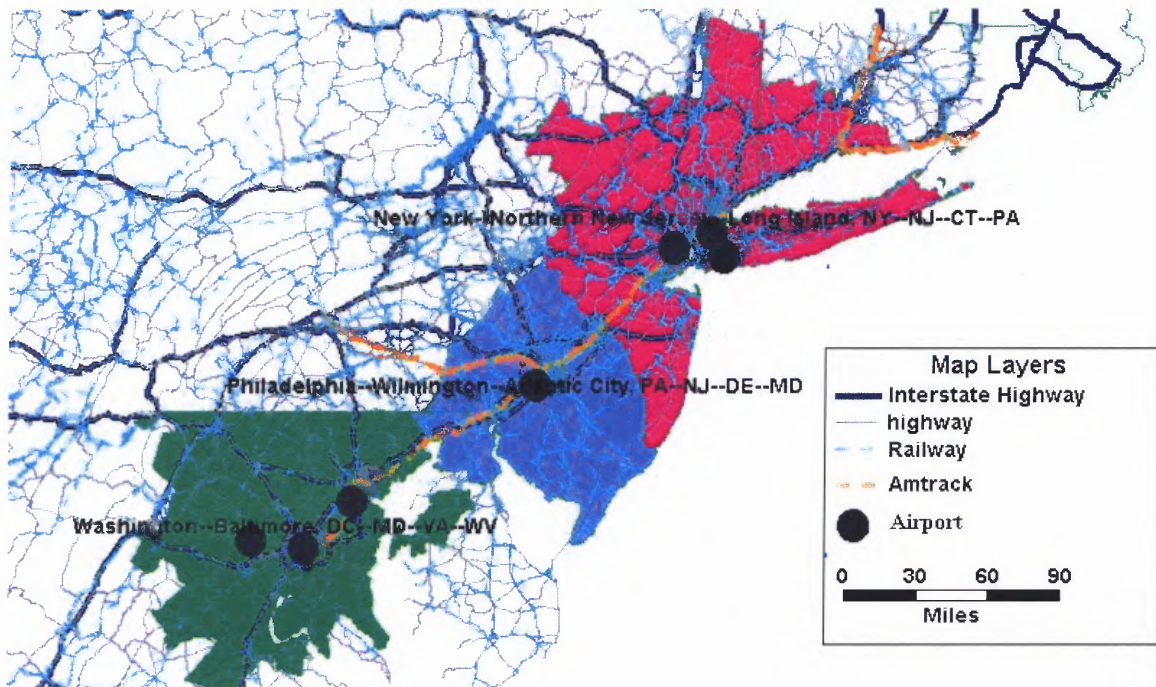 New York--Northern New Jersey--Long Island, NY--NJ--CT--PA
Philadelphia--Wilmington--Atlantic City, PA--NJ--DE--MD
Washington--Baltimore, DC--MD--VA--WV
Map Layers
Interstate Highway
highway
Railway
Amtrack
Airport
0 30 60 90
Miles